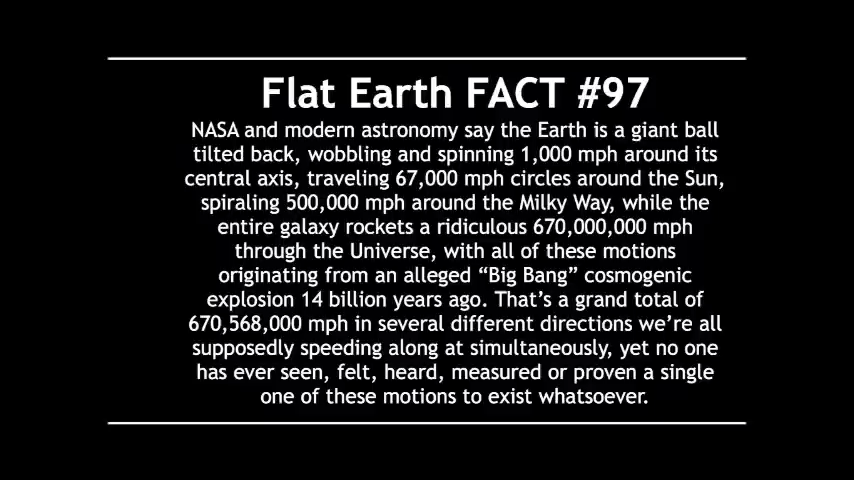 Flat Earth FACT #97
NASA and modern astronomy say the Earth is a giant ball
tilted back, wobbling and spinning 1,000 mph around its
central axis, traveling 67,000 mph circles around the Sun,
spiraling 500,000 mph around the Milky Way, while the
entire galaxy rockets a ridiculous 670,000,000 mph
through the Universe, with all of these motions
originating from an alleged “Big Bang” cosmogenic
explosion 14 billion years ago. That’s a grand total of
670,568,000 mph in several different directions we’re all
supposedly speeding along at simultaneously, yet no one
has ever seen, felt, heard, measured or proven a single
one of these motions to exist whatsoever.